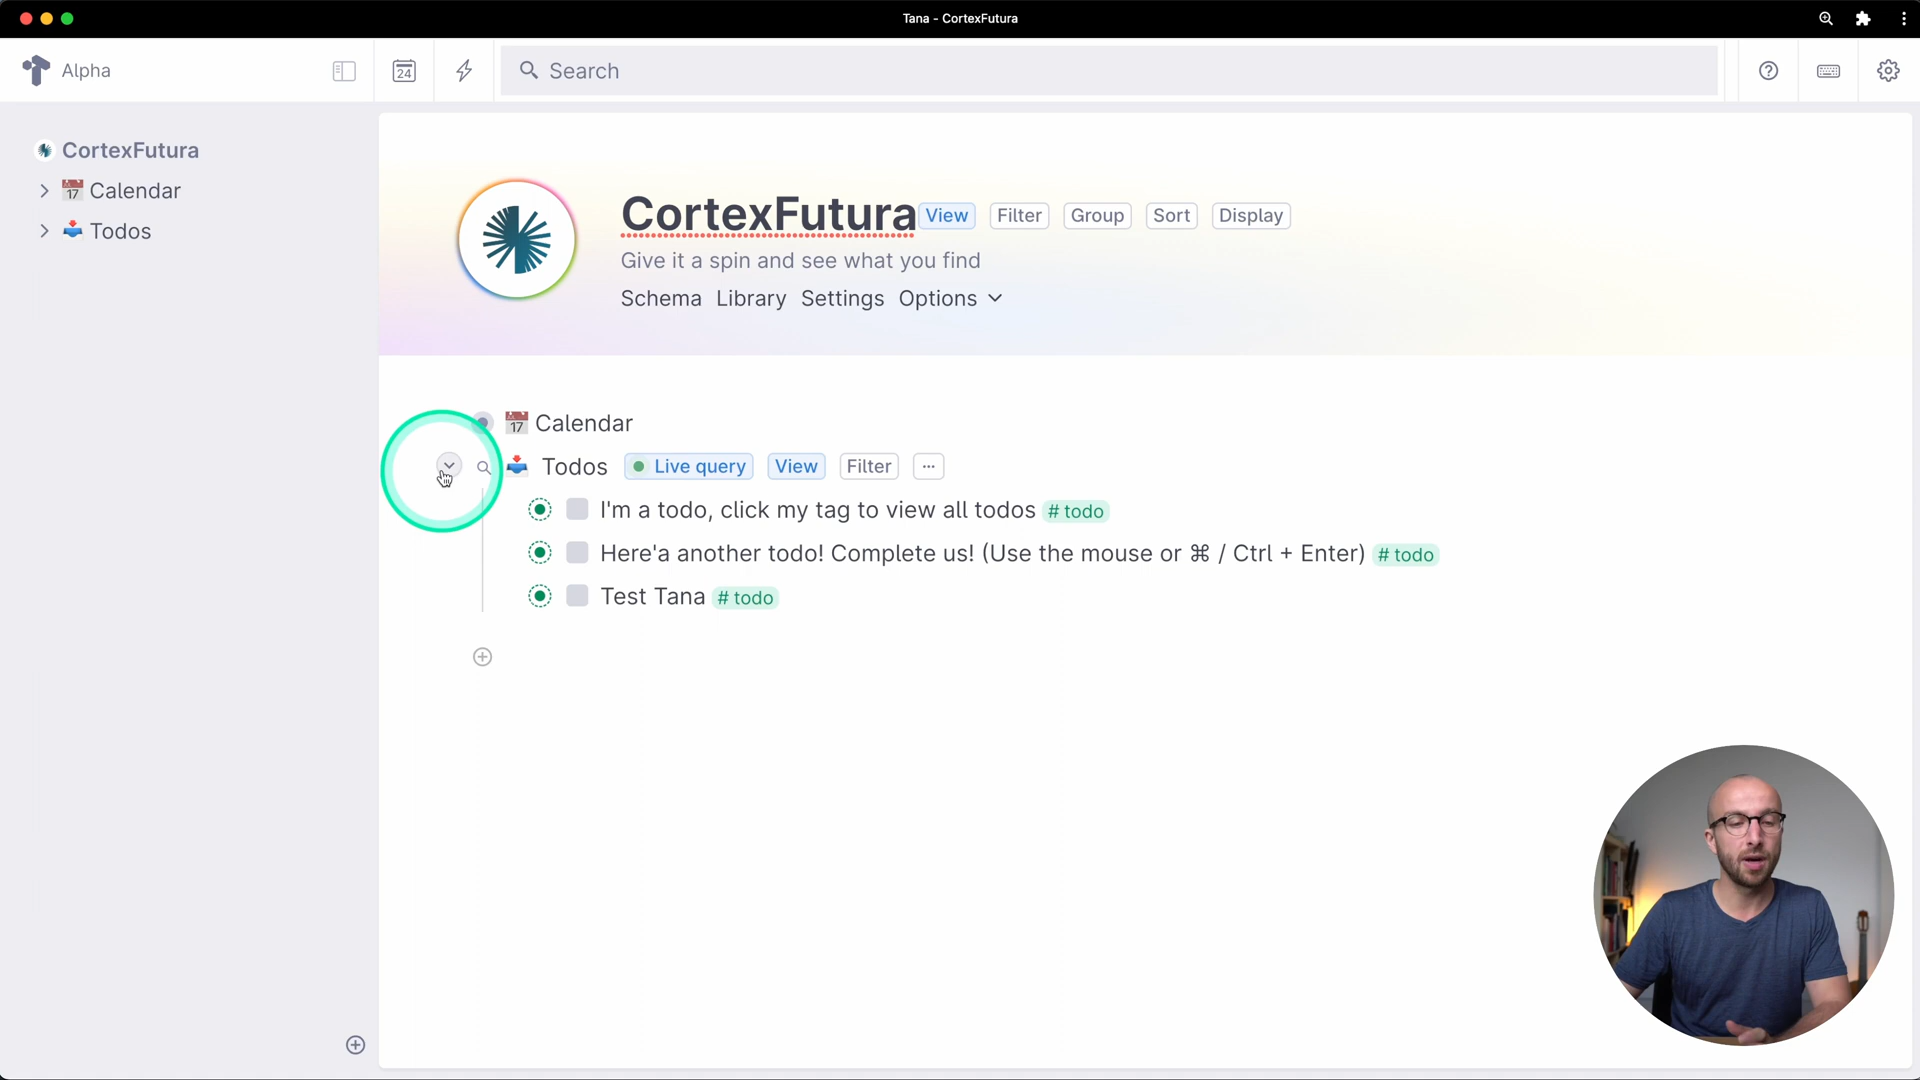 Tana - CortexFutura
Alpha
24
Search
CortexFutura
17 Calendar
Todos
CortexFutura View Filter Group Sort Display
Give it a spin and see what you find
Schema Library Settings Options
17 Calendar
Todos Live query View Filter ...
I'm a todo, click my tag to view all todos # todo
Here'a another todo! Complete us! (Use the mouse or ⌘ / Ctrl + Enter) # todo
Test Tana # todo